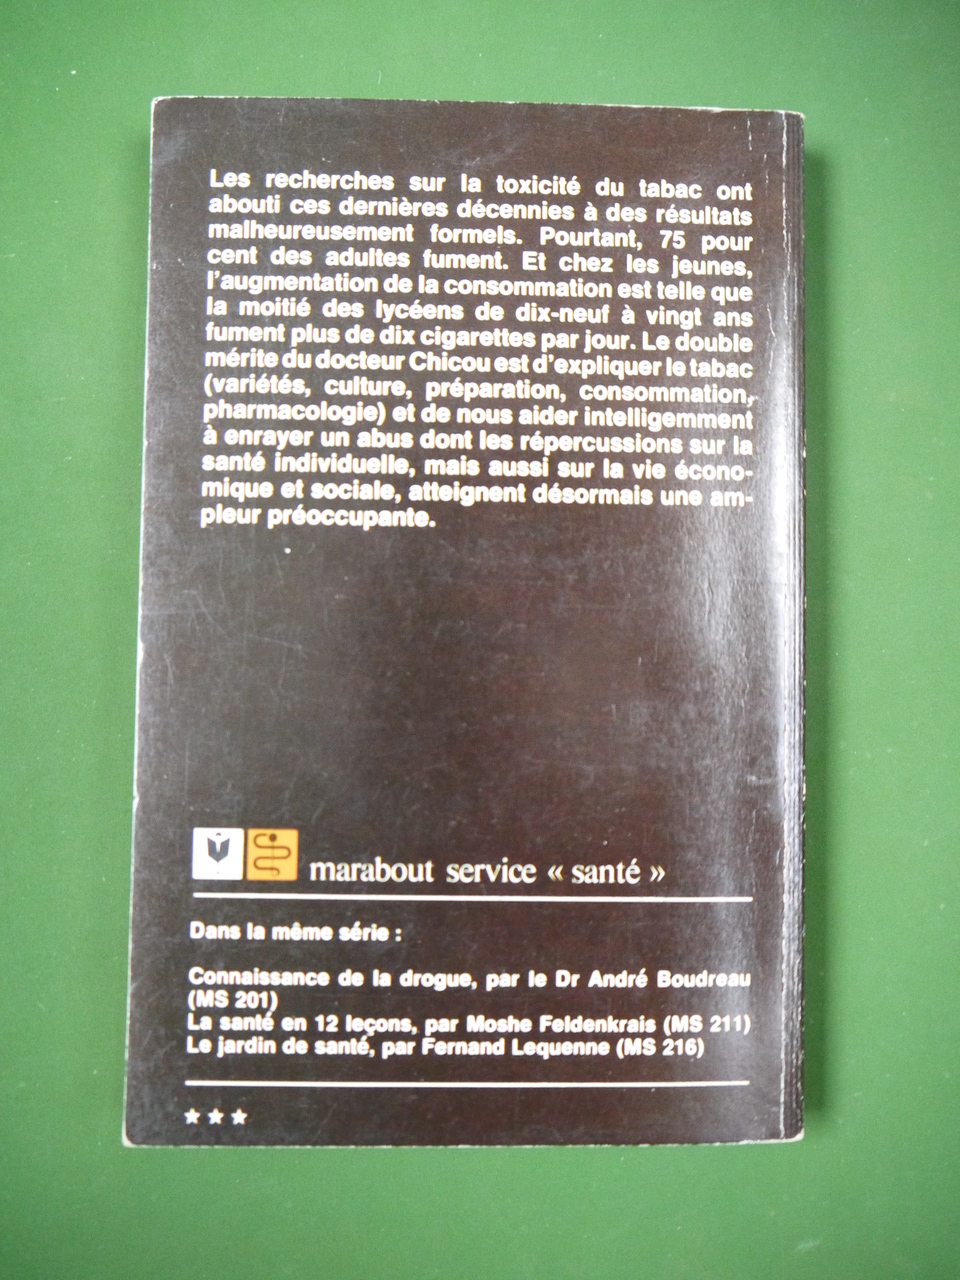 Les recherches sur la toxicité du tabac ont
abouti ces dernières décennies à des résultats
malheureusement formels. Pourtant, 75 pour
cent des adultes fument. Et chez les jeunes,
l'augmentation de la consommation est telle que
la moitié des lycéens de dix-neuf à vingt ans
fument plus de dix cigarettes par jour. Le double
mérite du docteur Chicou est d'expliquer le tabac
(variétés, culture, préparation, consommation,
pharmacologie) et de nous aider intelligemment
à enrayer un abus dont les répercussions sur la
santé individuelle, mais aussi sur la vie écono-
mique et sociale, atteignent désormais une am-
pleur préoccupante.
marabout service « santé »
Dans la même série :
Connaissance de la drogue, par le Dr André Boudreau
(MS 201)
La santé en 12 leçons, par Moshe Feldenkrais (MS 211)
Le jardin de santé, par Fernand Lequenne (MS 216)
★ ★ ★